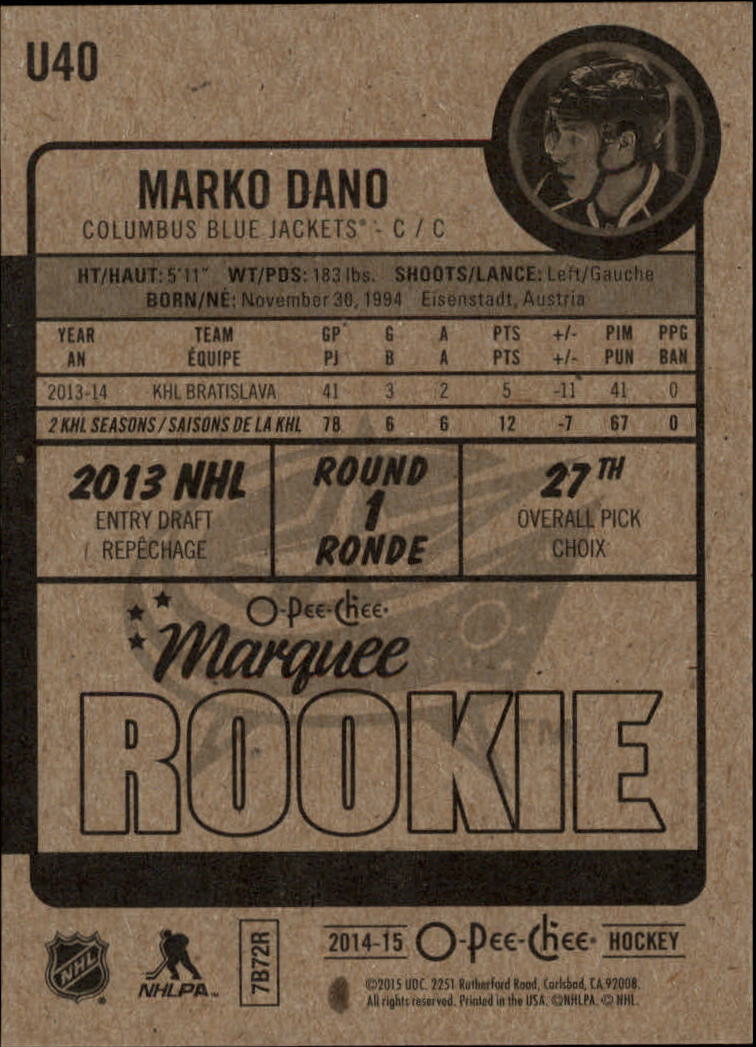 U40
MARKO DANO
COLUMBUS BLUE JACKETS® - C / C
HT/HAUT: 5'11" WT/PDS: 183 lbs. SHOOTS/LANCE: Left/Gauche
BORN/NÉ: November 30, 1994 Eisenstadt, Austria
YEAR TEAM GP G A PTS +/- PIM PPG
AN ÉQUIPE PJ B A PTS +/- PUN BAN
2013-14 KHL BRATISLAVA 41 3 2 5 -11 41 0
2 KHL SEASONS / SAISONS DE LA KHL 78 6 6 12 -7 67 0
2013 NHL ROUND 27TH
ENTRY DRAFT 1 OVERALL PICK
REPÊCHAGE RONDE CHOIX
O-Pee-Chee®
Marquee
ROOKIE
TM
NHL
NHLPA™
7B72R
2014-15 O-Pee-Chee® HOCKEY
©2015 UDC. 2251 Rutherford Road, Carlsbad, CA 92008.
All rights reserved. Printed in the USA. ©NHLPA. © NHL.